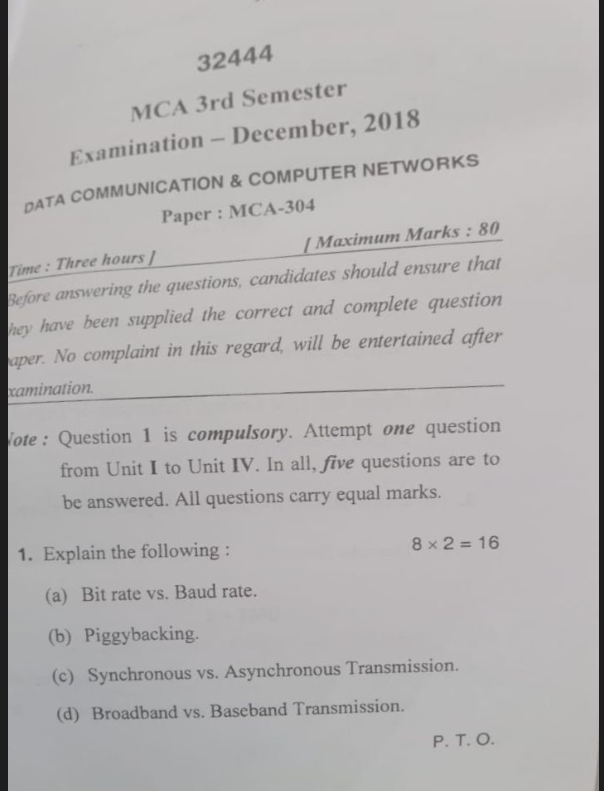 32444
MCA 3rd Semester
Examination – December, 2018
DATA COMMUNICATION & COMPUTER NETWORKS
Paper : MCA-304
Time : Three hours ] [ Maximum Marks : 80
Before answering the questions, candidates should ensure that
hey have been supplied the correct and complete question
aper. No complaint in this regard, will be entertained after
xamination.
Note : Question 1 is compulsory. Attempt one question
from Unit I to Unit IV. In all, five questions are to
be answered. All questions carry equal marks.
1. Explain the following : 8 × 2 = 16
(a) Bit rate vs. Baud rate.
(b) Piggybacking.
(c) Synchronous vs. Asynchronous Transmission.
(d) Broadband vs. Baseband Transmission.
P. T. O.